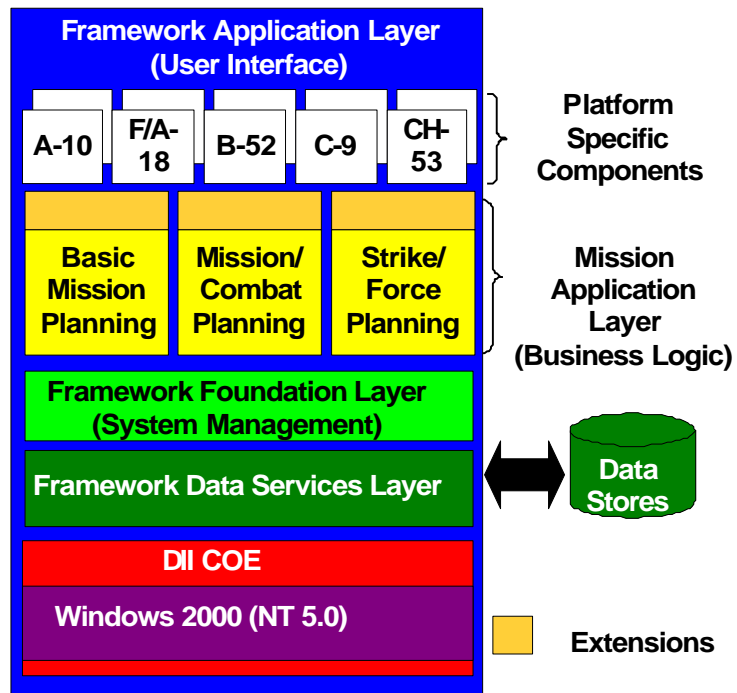 Framework Application Layer
(User Interface)
A-10
F/A-
18
B-52
C-9
CH-
53
Platform
Specific
Components
Basic
Mission
Planning
Mission/
Combat
Planning
Strike/
Force
Planning
Mission
Application
Layer
(Business Logic)
Framework Foundation Layer
(System Management)
Framework Data Services Layer
Data
Stores
DII COE
Windows 2000 (NT 5.0)
Extensions